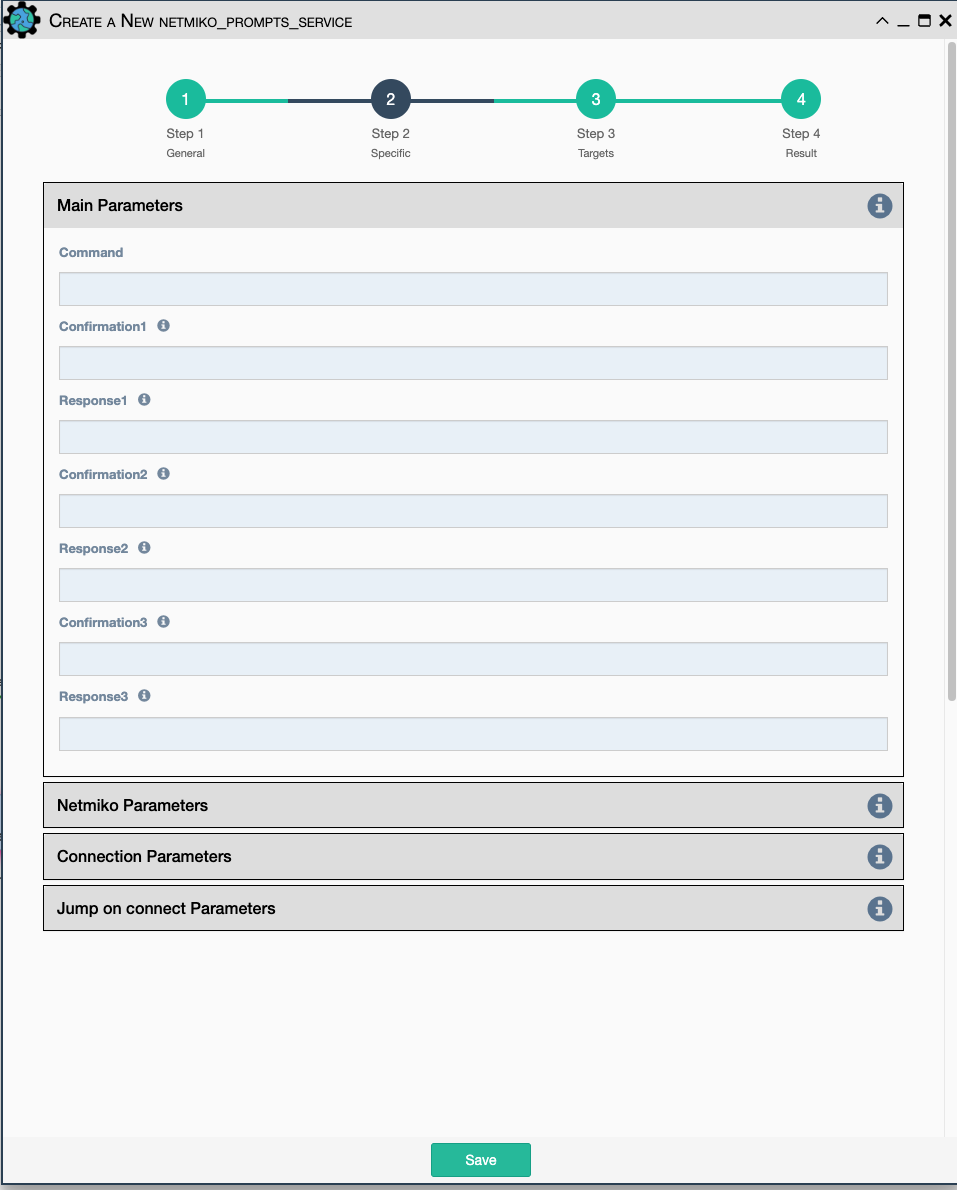 Create a New netmiko_prompts_service
1 2 3 4
Step 1 Step 2 Step 3 Step 4
General Specific Targets Result
Main Parameters
Command
Confirmation1
Response1
Confirmation2
Response2
Confirmation3
Response3
Netmiko Parameters
Connection Parameters
Jump on connect Parameters
Save